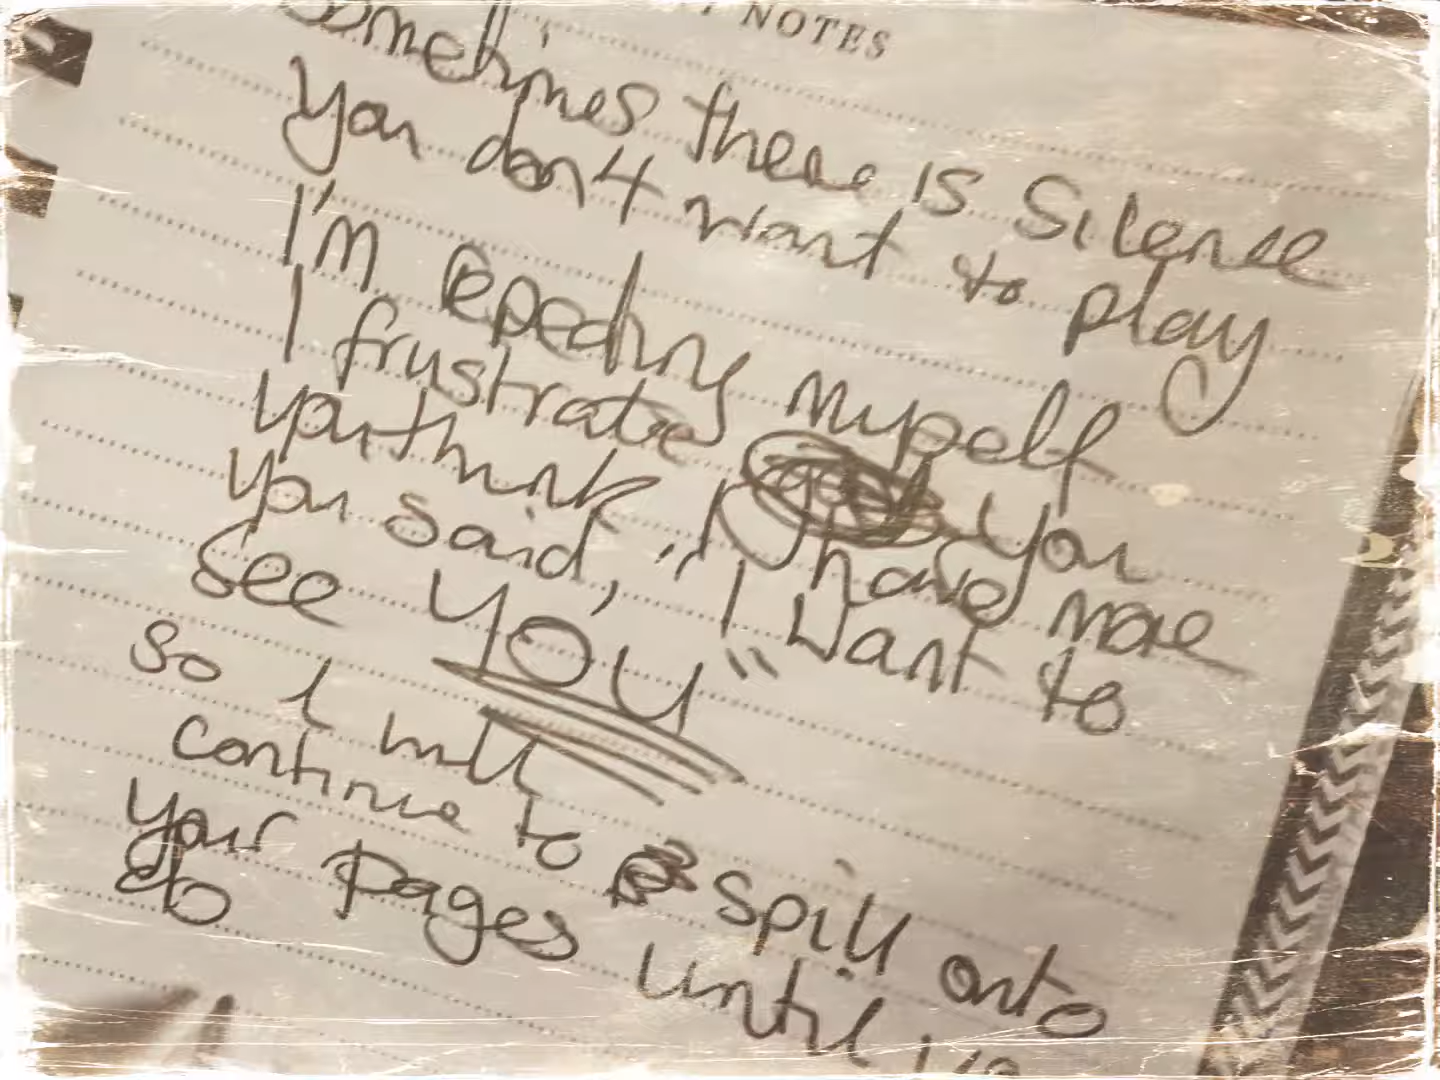 NOTES
Sometimes there is Silence
You don't want to play
I'm repeating myself
I frustrate you
You think I have more
You said, "I want to
see YOU"
So I will
continue to spill onto
your pages until
do